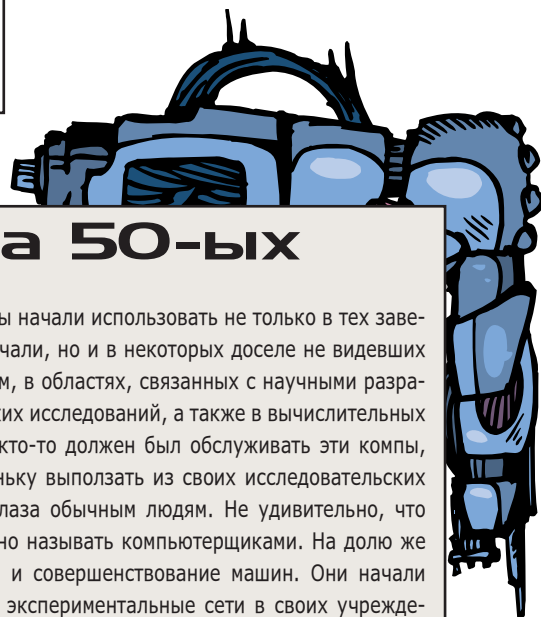 а 50-ых
ы начали использовать не только в тех заве-
чали, но и в некоторых доселе не видевших
м, в областях, связанных с научными разра-
ких исследований, а также в вычислительных
кто-то должен был обслуживать эти компы,
ньку выползать из своих исследовательских
лаза обычным людям. Не удивительно, что
но называть компьютерщиками. На долю же
и совершенствование машин. Они начали
экспериментальные сети в своих учрежде-